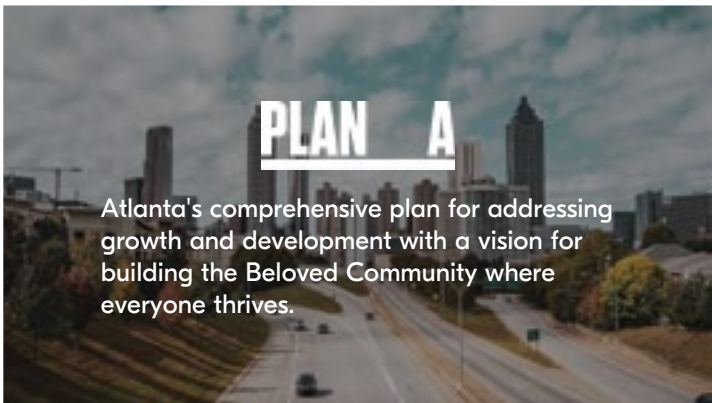 PLAN A
Atlanta's comprehensive plan for addressing
growth and development with a vision for
building the Beloved Community where
everyone thrives.